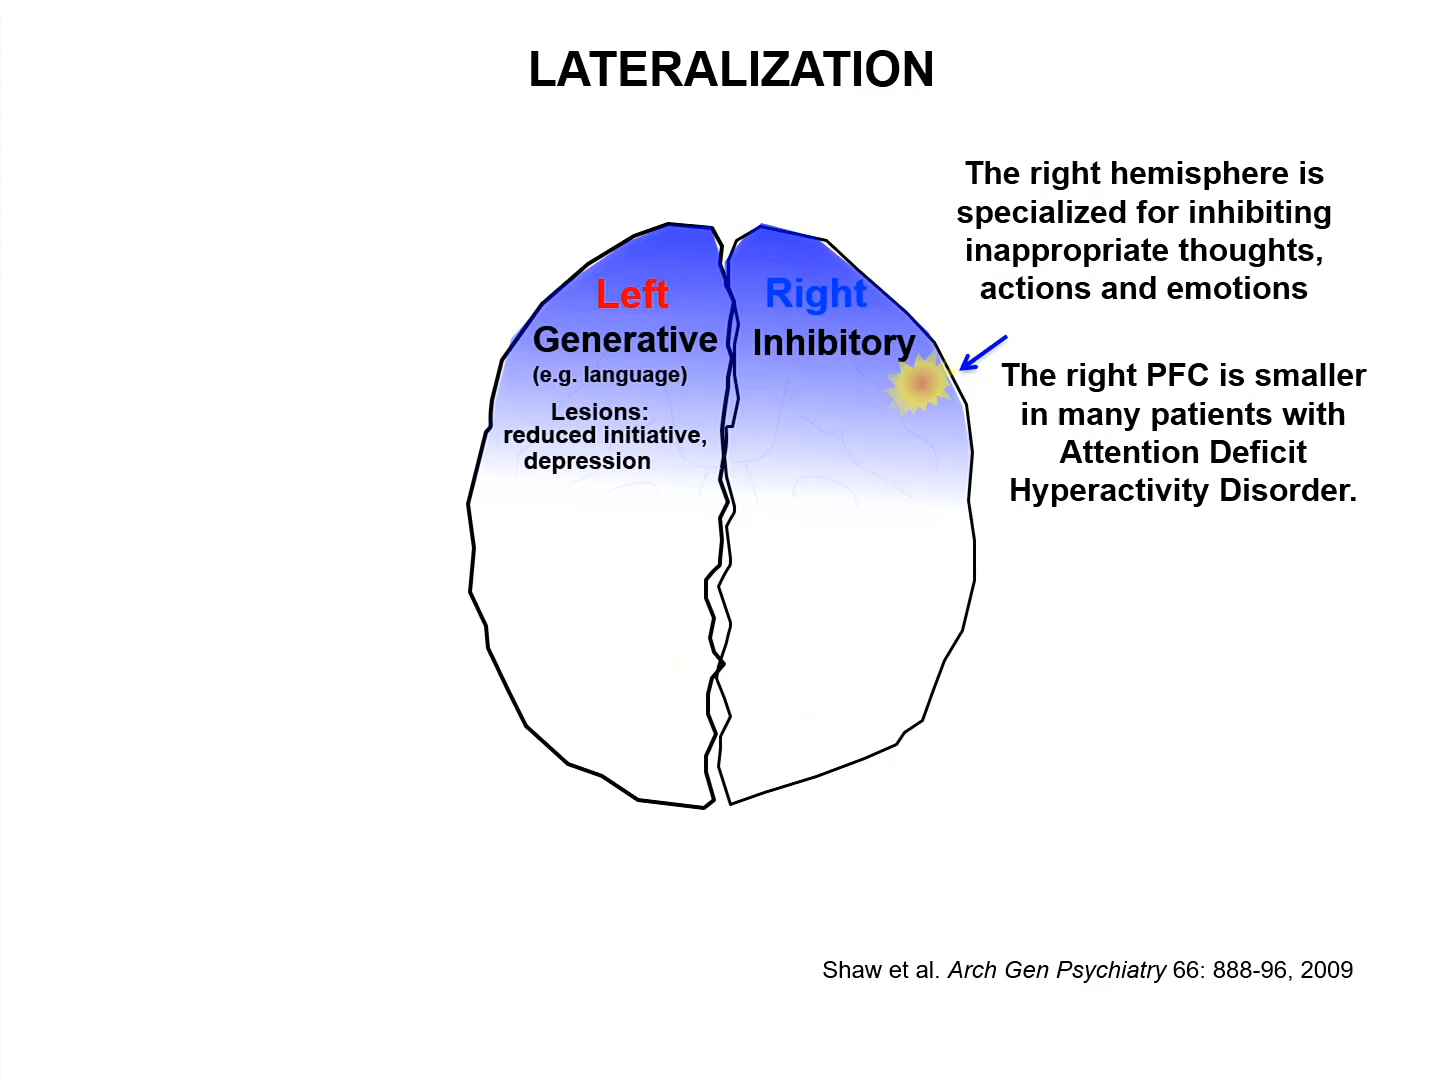 LATERALIZATION
The right hemisphere is
specialized for inhibiting
inappropriate thoughts,
actions and emotions
Left
Generative
(e.g. language)
Lesions:
reduced initiative,
depression
Right
Inhibitory
The right PFC is smaller
in many patients with
Attention Deficit
Hyperactivity Disorder.
Shaw et al. Arch Gen Psychiatry 66: 888-96, 2009